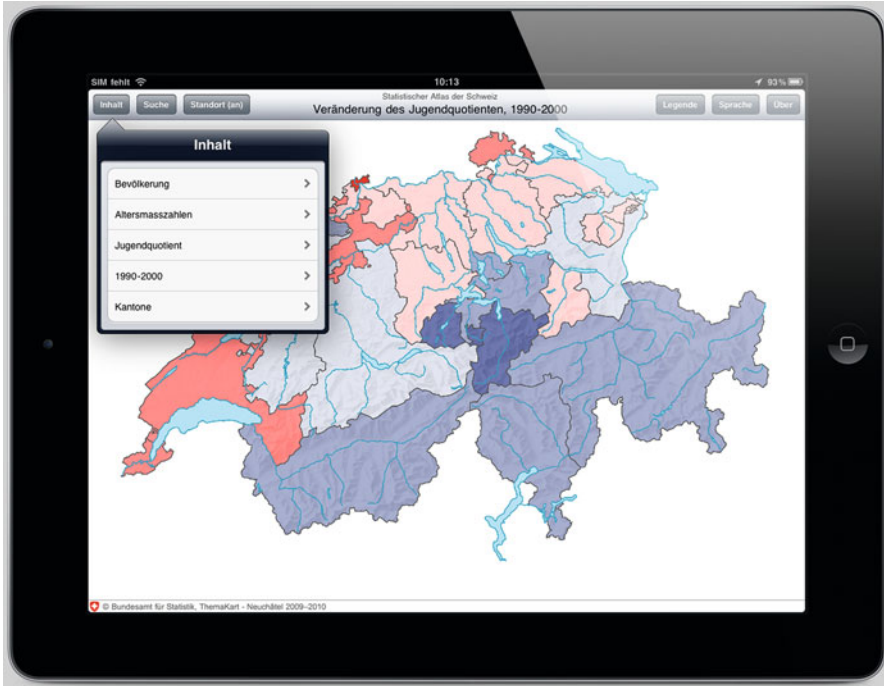 SIM fehlt 10:13 93 %
Inhalt Suche Standort (an) Statistischer Atlas der Schweiz Legende Sprache Über
Veränderung des Jugendquotienten, 1990-2000
Inhalt
Bevölkerung
Altersmasszahlen
Jugendquotient
1990-2000
Kantone
© Bundesamt für Statistik, ThemaKart - Neuchâtel 2009–2010